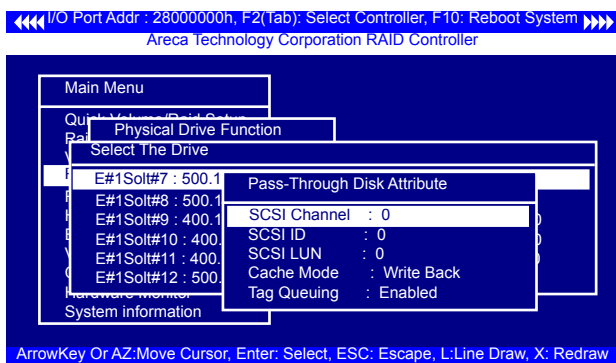 I/O Port Addr : 28000000h, F2(Tab): Select Controller, F10: Reboot System
Areca Technology Corporation RAID Controller
Main Menu
Physical Drive Function
Select The Drive
E#1Solt#7 : 500.1
E#1Solt#8 : 500.1
E#1Solt#9 : 400.1
E#1Solt#10 : 400.
E#1Solt#11 : 400.
E#1Solt#12 : 500.
Pass-Through Disk Attribute
SCSI Channel : 0
SCSI ID : 0
SCSI LUN : 0
Cache Mode : Write Back
Tag Queuing : Enabled
System information
ArrowKey Or AZ:Move Cursor, Enter: Select, ESC: Escape, L:Line Draw, X: Redraw